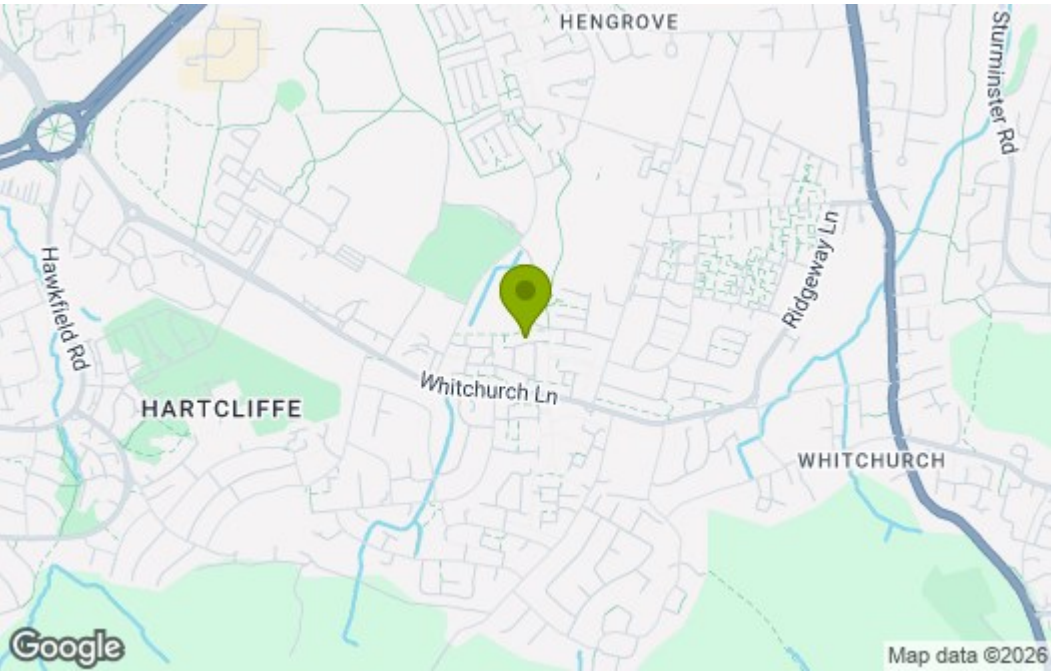 HENGROVE
Sturminster Rd
Ridgeway Ln
Hawkfield Rd
Whitchurch Ln
HARTCLIFFE
WHITCHURCH
Google
Map data ©2026